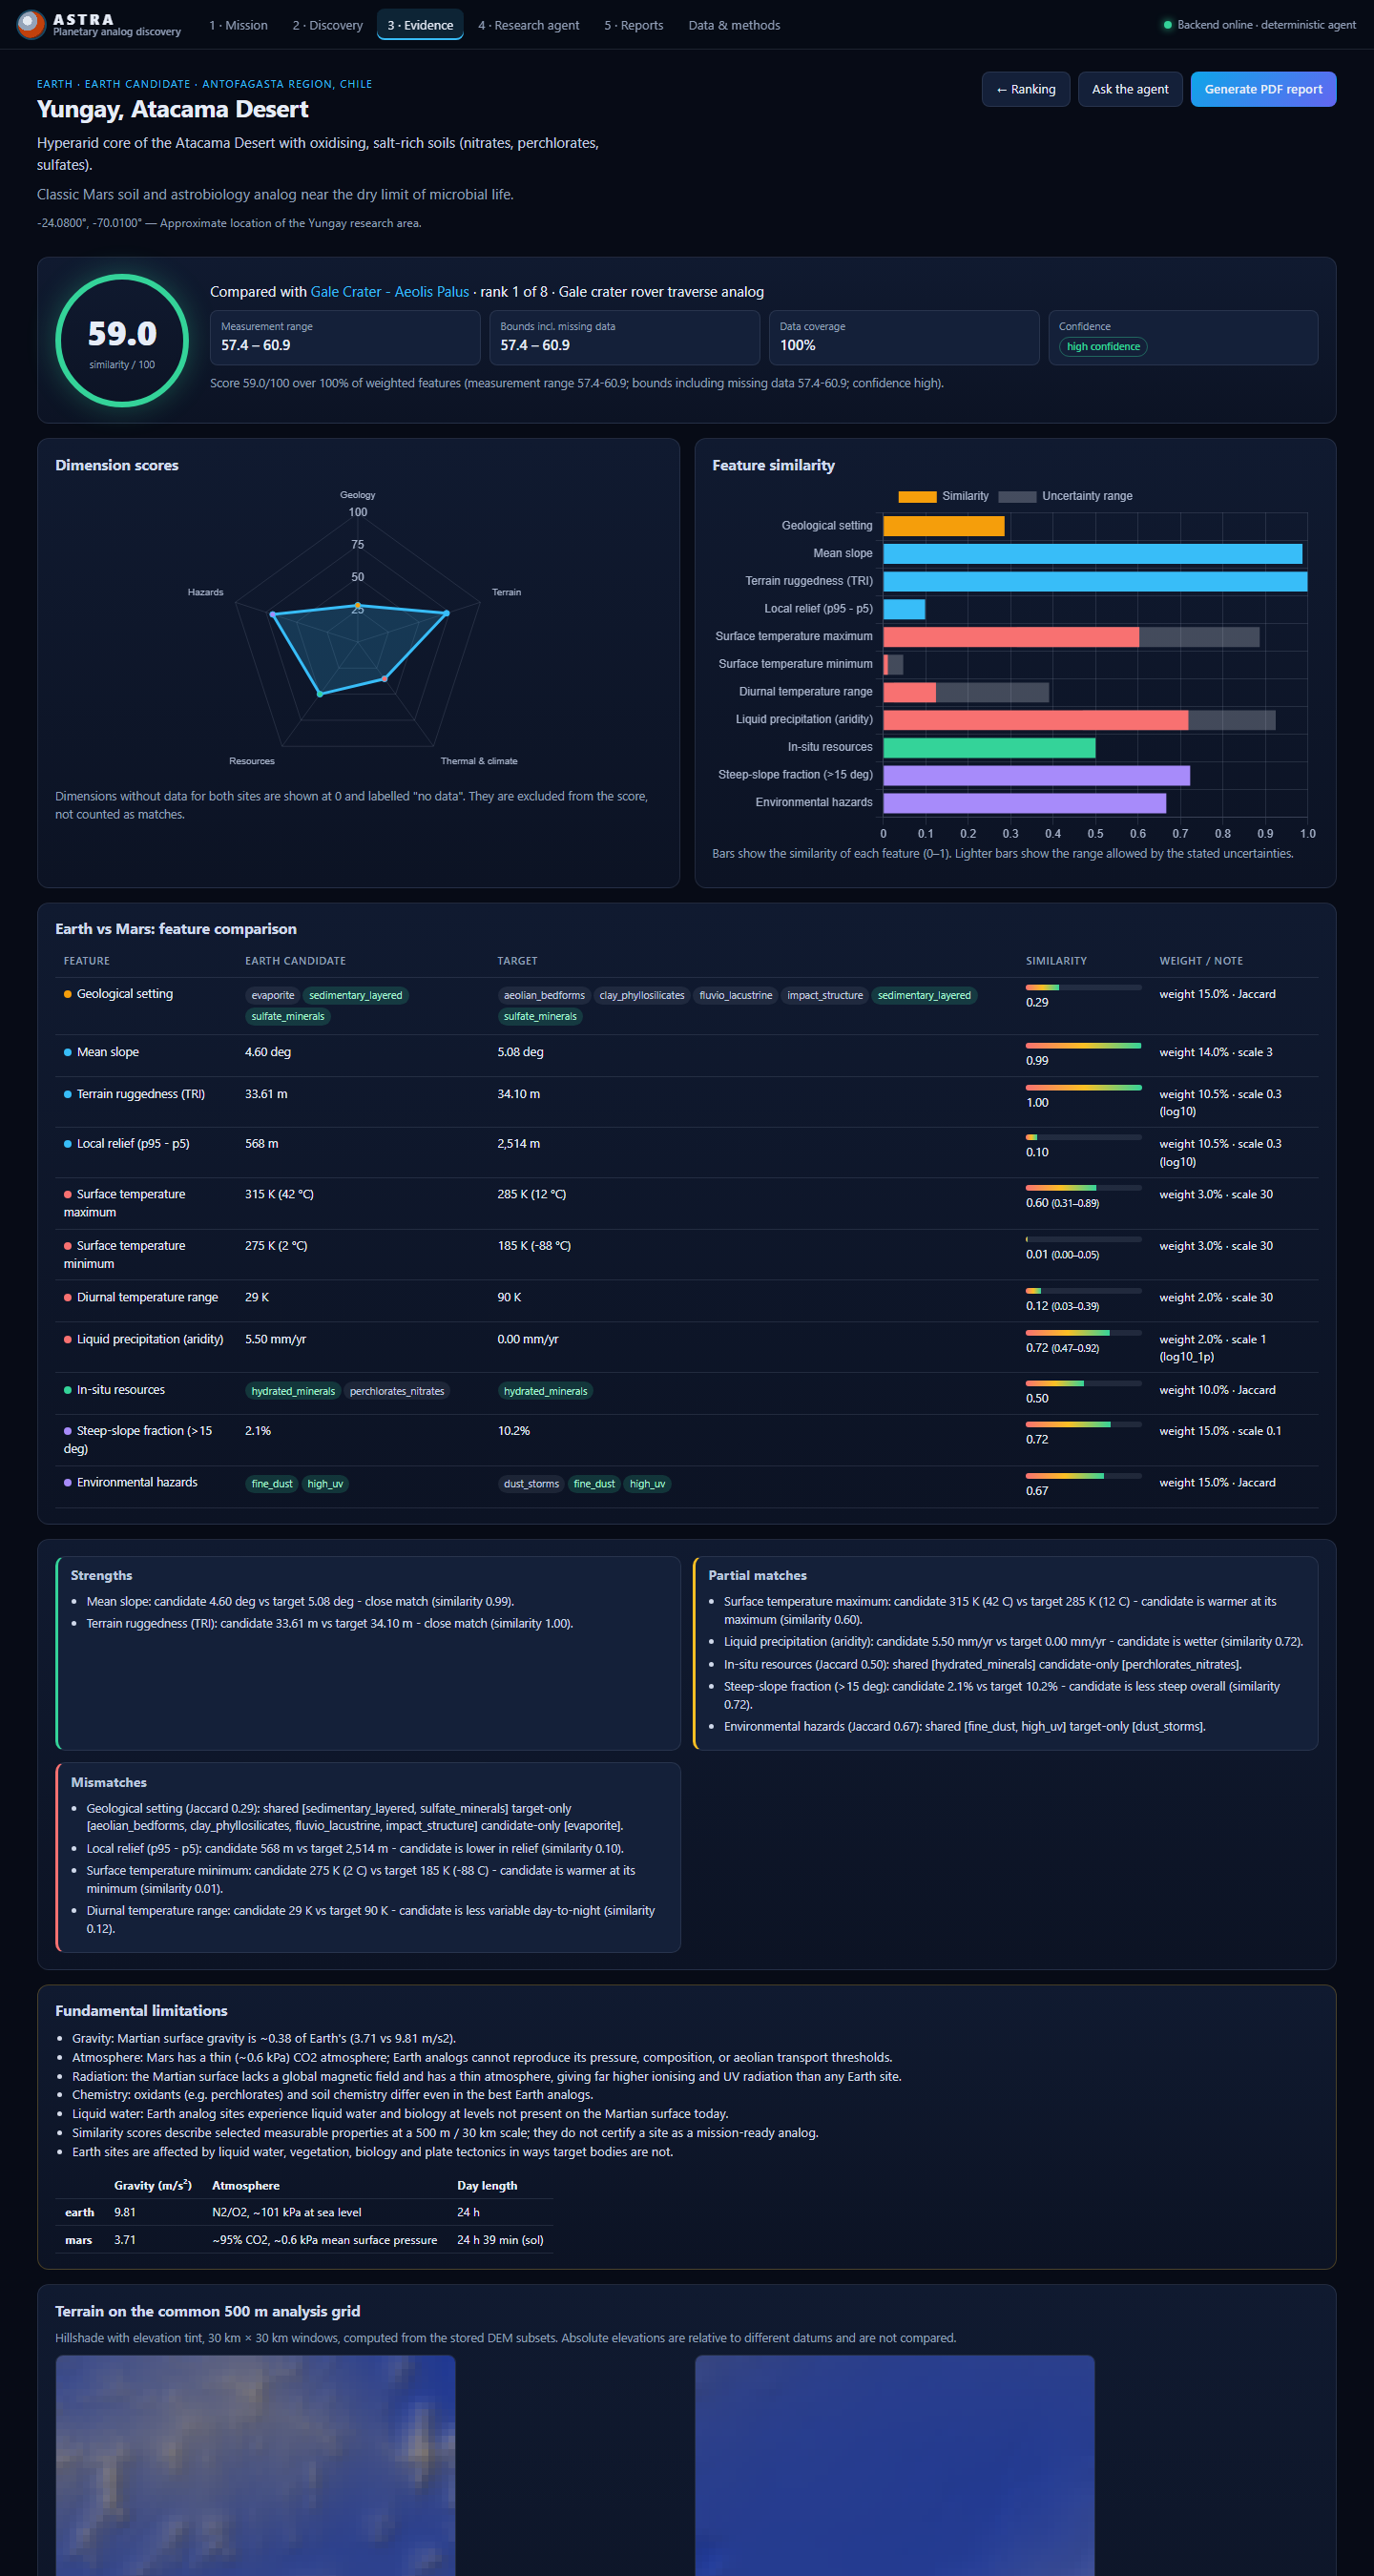 ASTRA
Planetary analog discovery
1 · Mission
2 · Discovery
3 · Evidence
4 · Research agent
5 · Reports
Data & methods
Backend online · deterministic agent
EARTH · EARTH CANDIDATE · ANTOFAGASTA REGION, CHILE
Yungay, Atacama Desert
← Ranking
Ask the agent
Generate PDF report
Hyperarid core of the Atacama Desert with oxidising, salt-rich soils (nitrates, perchlorates,
sulfates).
Classic Mars soil and astrobiology analog near the dry limit of microbial life.
-24.0800°, -70.0100° — Approximate location of the Yungay research area.
59.0
similarity / 100
Compared with Gale Crater - Aeolis Palus · rank 1 of 8 · Gale crater rover traverse analog
Measurement range
57.4 – 60.9
Bounds incl. missing data
57.4 – 60.9
Data coverage
100%
Confidence
high confidence
Score 59.0/100 over 100% of weighted features (measurement range 57.4-60.9; bounds including missing data 57.4-60.9; confidence high).
Dimension scores
Geology
100
75
50
25
Hazards
Terrain
Resources
Thermal & climate
Dimensions without data for both sites are shown at 0 and labelled "no data". They are excluded from the score,
not counted as matches.
Feature similarity
Similarity
Uncertainty range
Geological setting
Mean slope
Terrain ruggedness (TRI)
Local relief (p95 - p5)
Surface temperature maximum
Surface temperature minimum
Diurnal temperature range
Liquid precipitation (aridity)
In-situ resources
Steep-slope fraction (>15 deg)
Environmental hazards
0 0.1 0.2 0.3 0.4 0.5 0.6 0.7 0.8 0.9 1.0
Bars show the similarity of each feature (0–1). Lighter bars show the range allowed by the stated uncertainties.
Earth vs Mars: feature comparison
FEATURE EARTH CANDIDATE TARGET SIMILARITY WEIGHT / NOTE
Geological setting evaporite sedimentary_layered aeolian_bedforms clay_phyllosilicates fluvio_lacustrine impact_structure sedimentary_layered weight 15.0% · Jaccard
sulfate_minerals sulfate_minerals 0.29
Mean slope 4.60 deg 5.08 deg 0.99 weight 14.0% · scale 3
Terrain ruggedness (TRI) 33.61 m 34.10 m 1.00 weight 10.5% · scale 0.3
(log10)
Local relief (p95 - p5) 568 m 2,514 m 0.10 weight 10.5% · scale 0.3
(log10)
Surface temperature 315 K (42 °C) 285 K (12 °C) 0.60 (0.31–0.89) weight 3.0% · scale 30
maximum
Surface temperature 275 K (2 °C) 185 K (-88 °C) 0.01 (0.00–0.05) weight 3.0% · scale 30
minimum
Diurnal temperature range 29 K 90 K 0.12 (0.03–0.39) weight 2.0% · scale 30
Liquid precipitation (aridity) 5.50 mm/yr 0.00 mm/yr 0.72 (0.47–0.92) weight 2.0% · scale 1
(log10_1p)
In-situ resources hydrated_minerals perchlorates_nitrates hydrated_minerals 0.50 weight 10.0% · Jaccard
Steep-slope fraction (>15 2.1% 10.2% 0.72 weight 15.0% · scale 0.1
deg)
Environmental hazards fine_dust high_uv dust_storms fine_dust high_uv 0.67 weight 15.0% · Jaccard
Strengths
• Mean slope: candidate 4.60 deg vs target 5.08 deg - close match (similarity 0.99).
• Terrain ruggedness (TRI): candidate 33.61 m vs target 34.10 m - close match (similarity 1.00).
Partial matches
• Surface temperature maximum: candidate 315 K (42 C) vs target 285 K (12 C) - candidate is warmer at its
maximum (similarity 0.60).
• Liquid precipitation (aridity): candidate 5.50 mm/yr vs target 0.00 mm/yr - candidate is wetter (similarity 0.72).
• In-situ resources (Jaccard 0.50): shared [hydrated_minerals] candidate-only [perchlorates_nitrates].
• Steep-slope fraction (>15 deg): candidate 2.1% vs target 10.2% - candidate is less steep overall (similarity
0.72).
• Environmental hazards (Jaccard 0.67): shared [fine_dust, high_uv] target-only [dust_storms].
Mismatches
• Geological setting (Jaccard 0.29): shared [sedimentary_layered, sulfate_minerals] target-only
[aeolian_bedforms, clay_phyllosilicates, fluvio_lacustrine, impact_structure] candidate-only [evaporite].
• Local relief (p95 - p5): candidate 568 m vs target 2,514 m - candidate is lower in relief (similarity 0.10).
• Surface temperature minimum: candidate 275 K (2 C) vs target 185 K (-88 C) - candidate is warmer at its
minimum (similarity 0.01).
• Diurnal temperature range: candidate 29 K vs target 90 K - candidate is less variable day-to-night (similarity
0.12).
Fundamental limitations
• Gravity: Martian surface gravity is ~0.38 of Earth's (3.71 vs 9.81 m/s2).
• Atmosphere: Mars has a thin (~0.6 kPa) CO2 atmosphere; Earth analogs cannot reproduce its pressure, composition, or aeolian transport thresholds.
• Radiation: the Martian surface lacks a global magnetic field and has a thin atmosphere, giving far higher ionising and UV radiation than any Earth site.
• Chemistry: oxidants (e.g. perchlorates) and soil chemistry differ even in the best Earth analogs.
• Liquid water: Earth analog sites experience liquid water and biology at levels not present on the Martian surface today.
• Similarity scores describe selected measurable properties at a 500 m / 30 km scale; they do not certify a site as a mission-ready analog.
• Earth sites are affected by liquid water, vegetation, biology and plate tectonics in ways target bodies are not.
Gravity (m/s²) Atmosphere Day length
earth 9.81 N2/O2, ~101 kPa at sea level 24 h
mars 3.71 ~95% CO2, ~0.6 kPa mean surface pressure 24 h 39 min (sol)
Terrain on the common 500 m analysis grid
Hillshade with elevation tint, 30 km × 30 km windows, computed from the stored DEM subsets. Absolute elevations are relative to different datums and are not compared.